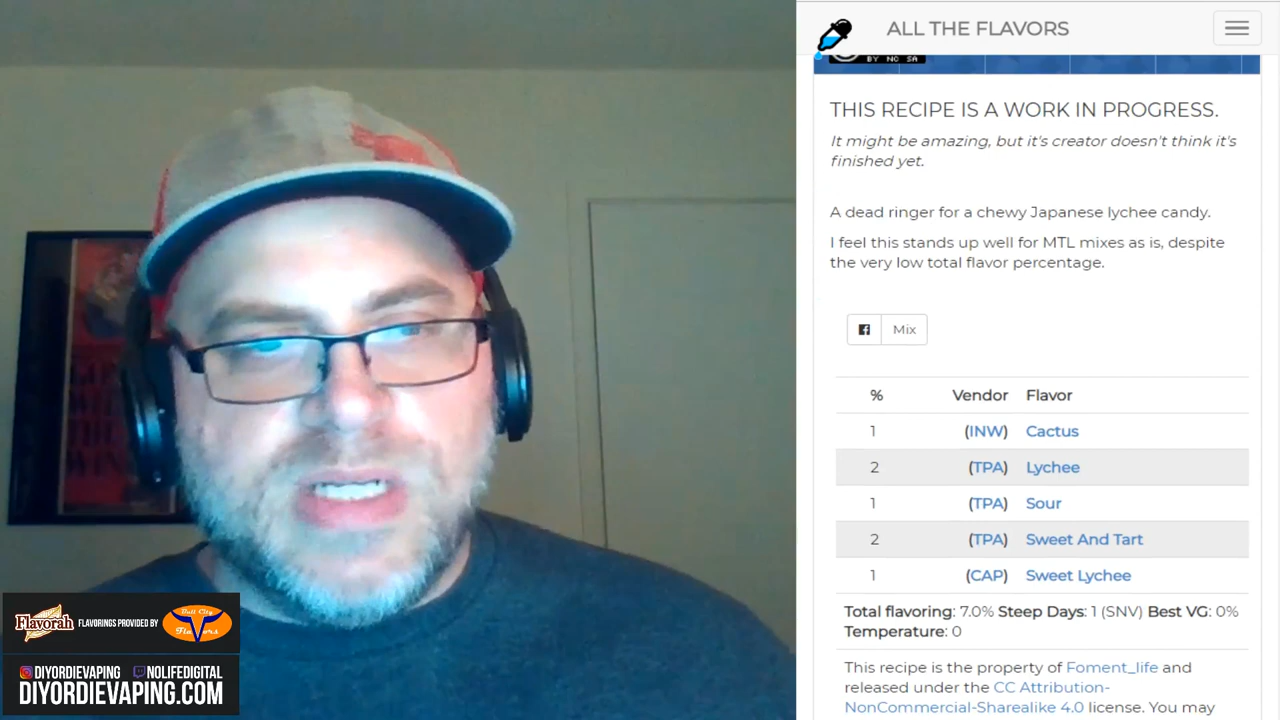 ALL THE FLAVORS
BY NC SA
THIS RECIPE IS A WORK IN PROGRESS.
It might be amazing, but it's creator doesn't think it's
finished yet.
A dead ringer for a chewy Japanese lychee candy.
I feel this stands up well for MTL mixes as is, despite
the very low total flavor percentage.
Mix
% Vendor Flavor
1 (INW) Cactus
2 (TPA) Lychee
1 (TPA) Sour
2 (TPA) Sweet And Tart
1 (CAP) Sweet Lychee
Total flavoring: 7.0% Steep Days: 1 (SNV) Best VG: 0%
Temperature: 0
This recipe is the property of Foment_life and
released under the CC Attribution-
NonCommercial-Sharealike 4.0 license. You may
Flavorah FLAVORINGS PROVIDED BY Bull City Flavors
DIYORDIEVAPING NOLIFEDIGITAL
DIYORDIEVAPING.COM